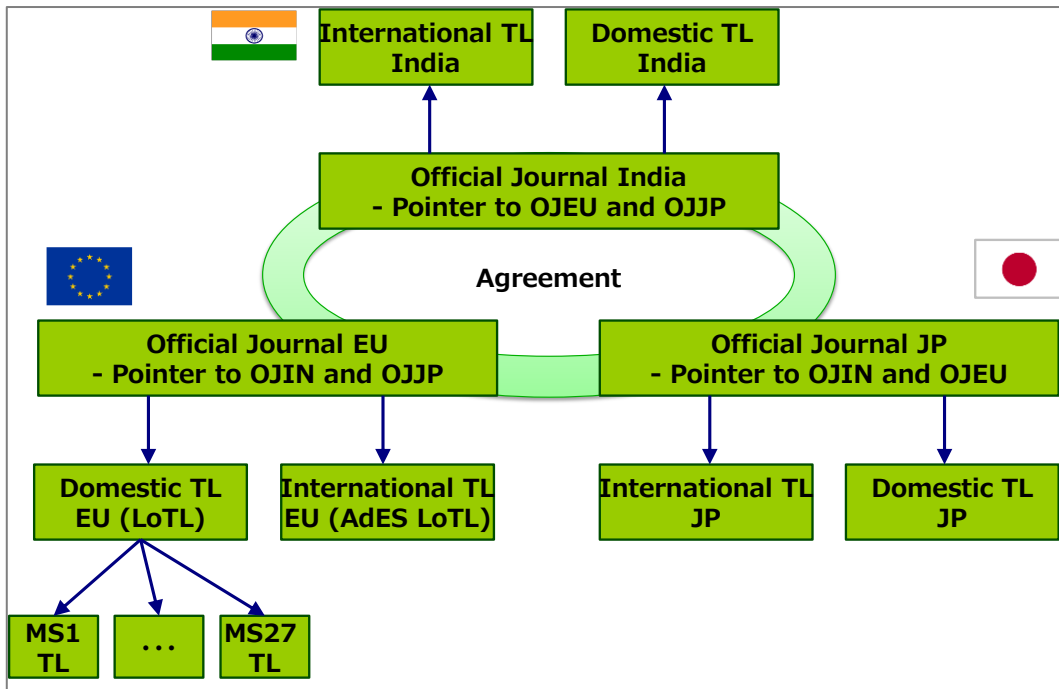 International TL
India
Domestic TL
India
Official Journal India
- Pointer to OJEU and OJJP
Agreement
Official Journal EU
- Pointer to OJIN and OJJP
Official Journal JP
- Pointer to OJIN and OJEU
Domestic TL
EU (LoTL)
International TL
EU (AdES LoTL)
International TL
JP
Domestic TL
JP
MS1
TL
...
MS27
TL